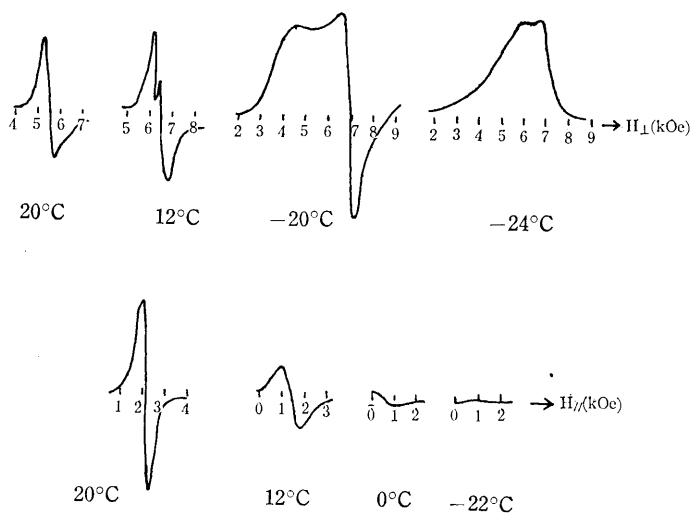 4 5 6 7
5 6 7 8
2 3 4 5 6 7 8 9
2 3 4 5 6 7 8 9
H⊥(kOe)
20°C
12°C
−20°C
−24°C
1 2 3 4
0 1 2 3
0 1 2
0 1 2
H//(kOe)
20°C
12°C
0°C
−22°C